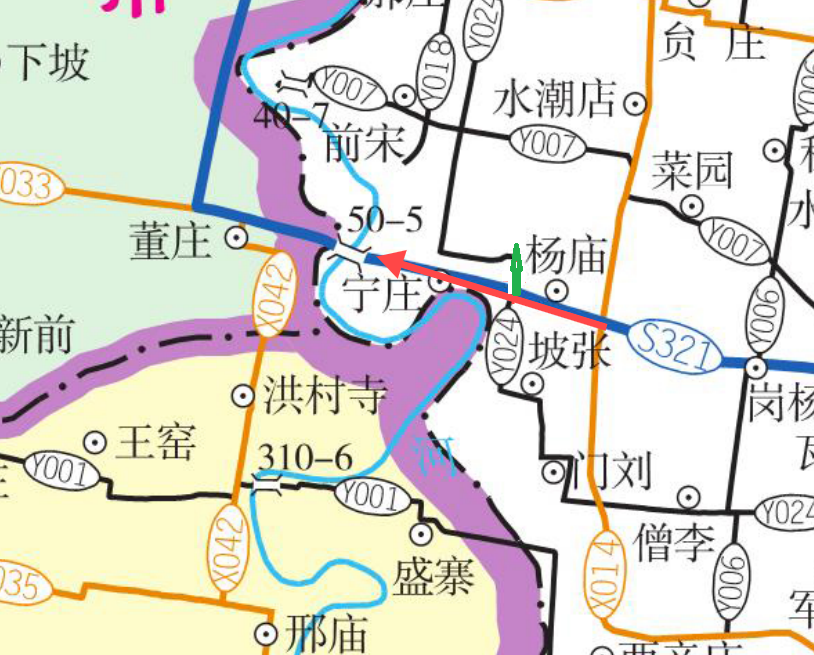 Y018
Y024
贠庄
下坡
Y007
水潮店
40-7
前宋
Y007
菜园
033
50-5
董庄
Y007
杨庙
宁庄
X042
Y006
新前
Y024
坡张
S321
洪村寺
岗杨
王窑
310-6
河
Y001
Y001
门刘
Y024
僧李
X042
盛寨
X014
Y006
035
邢庙
军